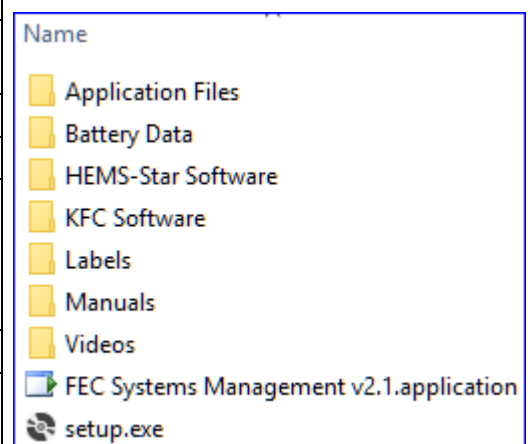 Name
Application Files
Battery Data
HEMS-Star Software
KFC Software
Labels
Manuals
Videos
FEC Systems Management v2.1.application
setup.exe